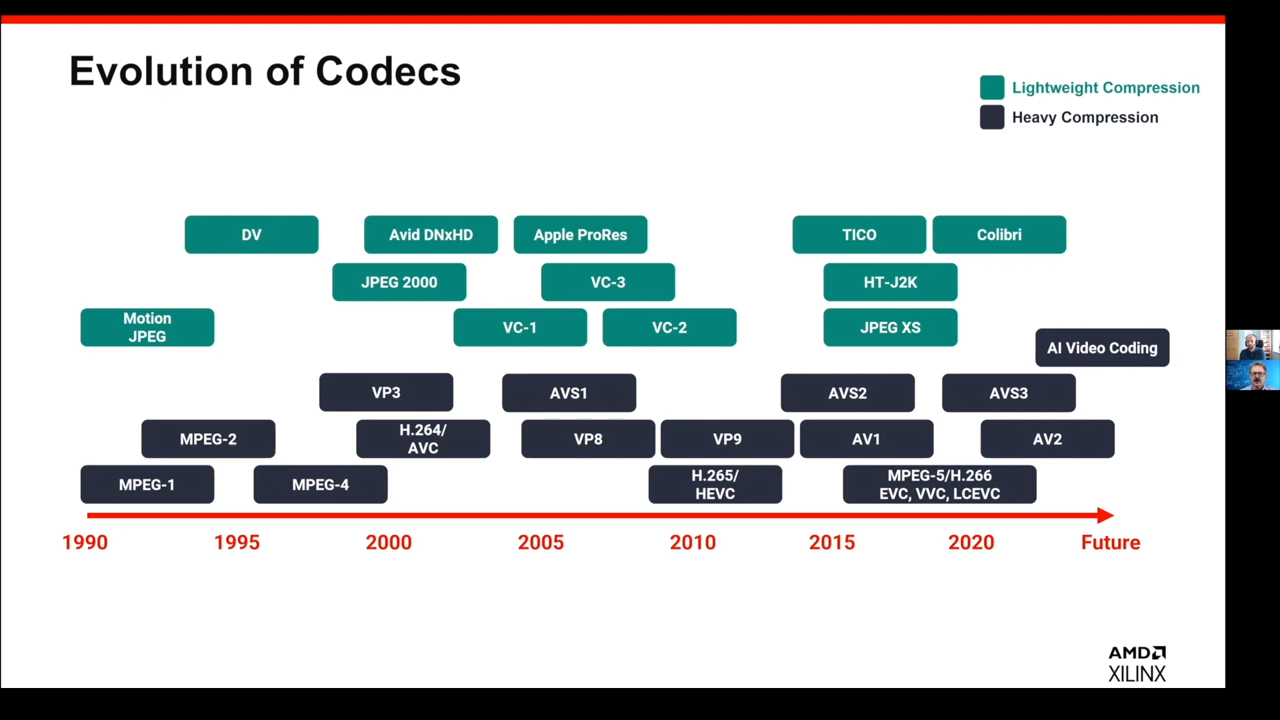 Evolution of Codecs
Lightweight Compression
Heavy Compression
DV
Avid DNxHD
Apple ProRes
TICO
Colibri
JPEG 2000
VC-3
HT-J2K
Motion
JPEG
VC-1
VC-2
JPEG XS
AI Video Coding
VP3
AVS1
AVS2
AVS3
MPEG-2
H.264/
AVC
VP8
VP9
AV1
AV2
MPEG-1
MPEG-4
H.265/
HEVC
MPEG-5/H.266
EVC, VVC, LCEVC
1990
1995
2000
2005
2010
2015
2020
Future
AMD
XILINX